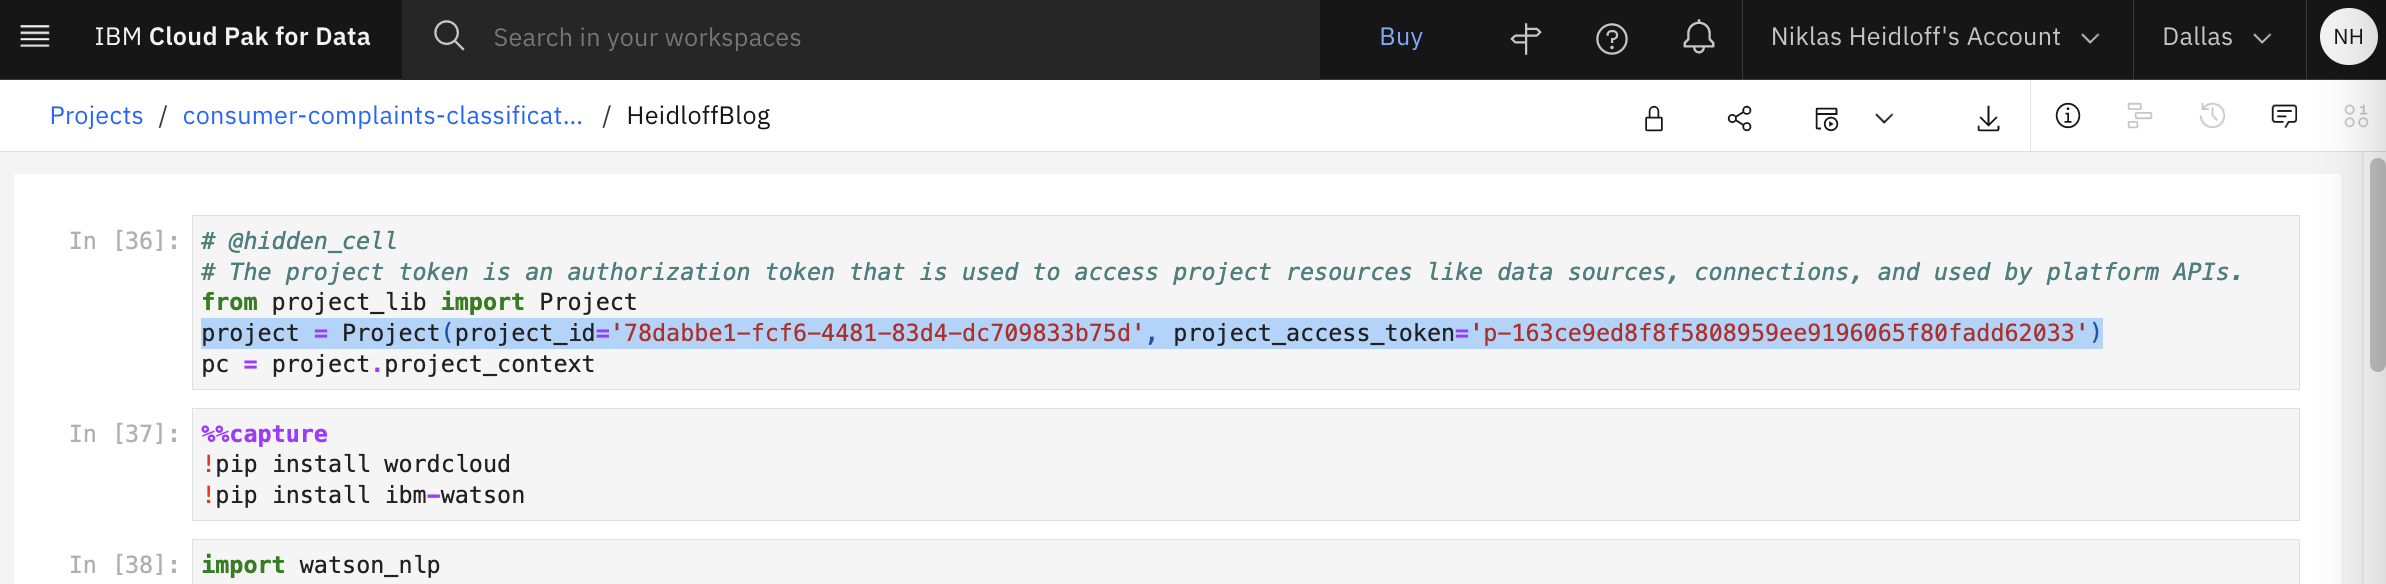 IBM Cloud Pak for Data
Search in your workspaces
Buy
Niklas Heidloff's Account
Dallas
NH
Projects / consumer-complaints-classificat... / HeidloffBlog
In [36]:
# @hidden_cell
# The project token is an authorization token that is used to access project resources like data sources, connections, and used by platform APIs.
from project_lib import Project
project = Project(project_id='78dabbe1-fcf6-4481-83d4-dc709833b75d', project_access_token='p-163ce9ed8f8f5808959ee9196065f80fadd62033')
pc = project.project_context
In [37]:
%%capture
!pip install wordcloud
!pip install ibm-watson
In [38]:
import watson_nlp